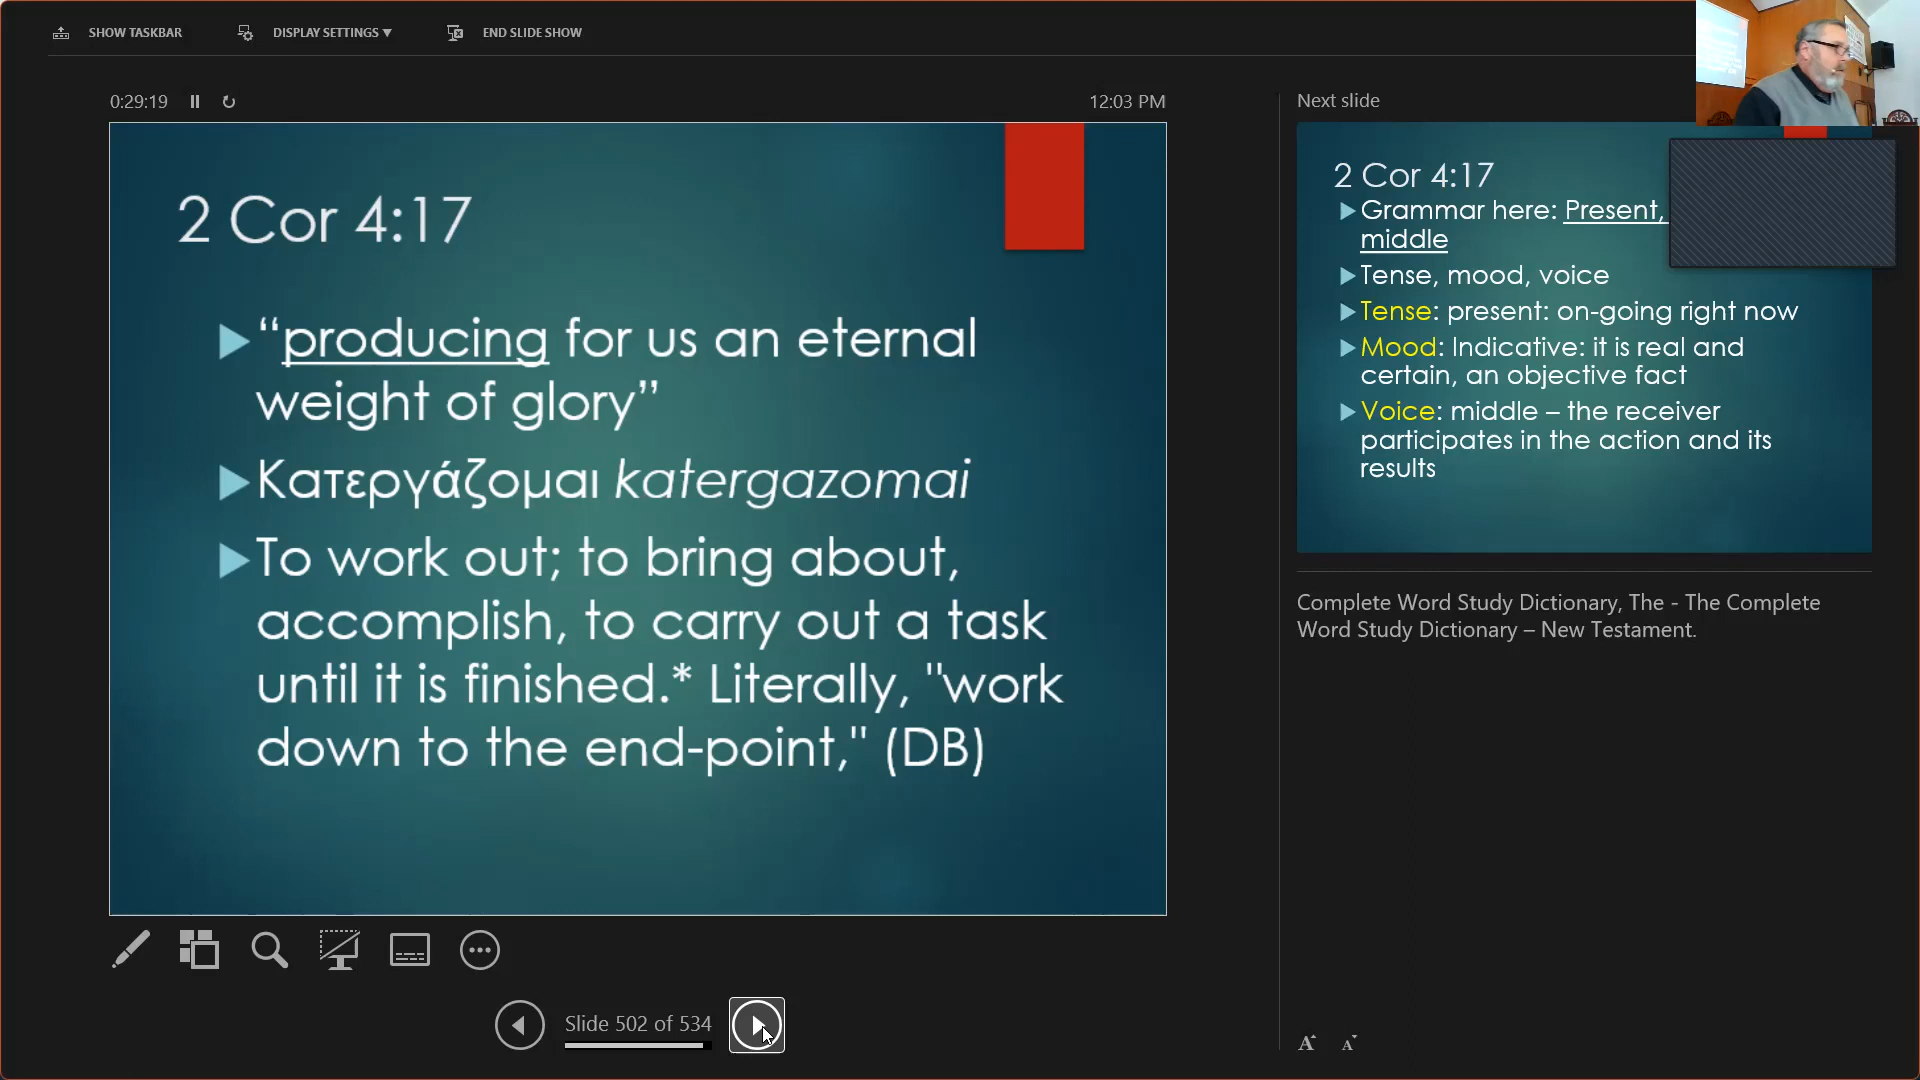 SHOW TASKBAR
DISPLAY SETTINGS ▼
END SLIDE SHOW
0:29:19
12:03 PM
2 Cor 4:17
“producing for us an eternal
weight of glory”
Κατεργάζομαι katergazomai
To work out; to bring about,
accomplish, to carry out a task
until it is finished.* Literally, "work
down to the end-point," (DB)
Slide 502 of 534
Next slide
2 Cor 4:17
Grammar here: Present,
middle
Tense, mood, voice
Tense: present: on-going right now
Mood: Indicative: it is real and
certain, an objective fact
Voice: middle – the receiver
participates in the action and its
results
Complete Word Study Dictionary, The - The Complete
Word Study Dictionary – New Testament.
A A